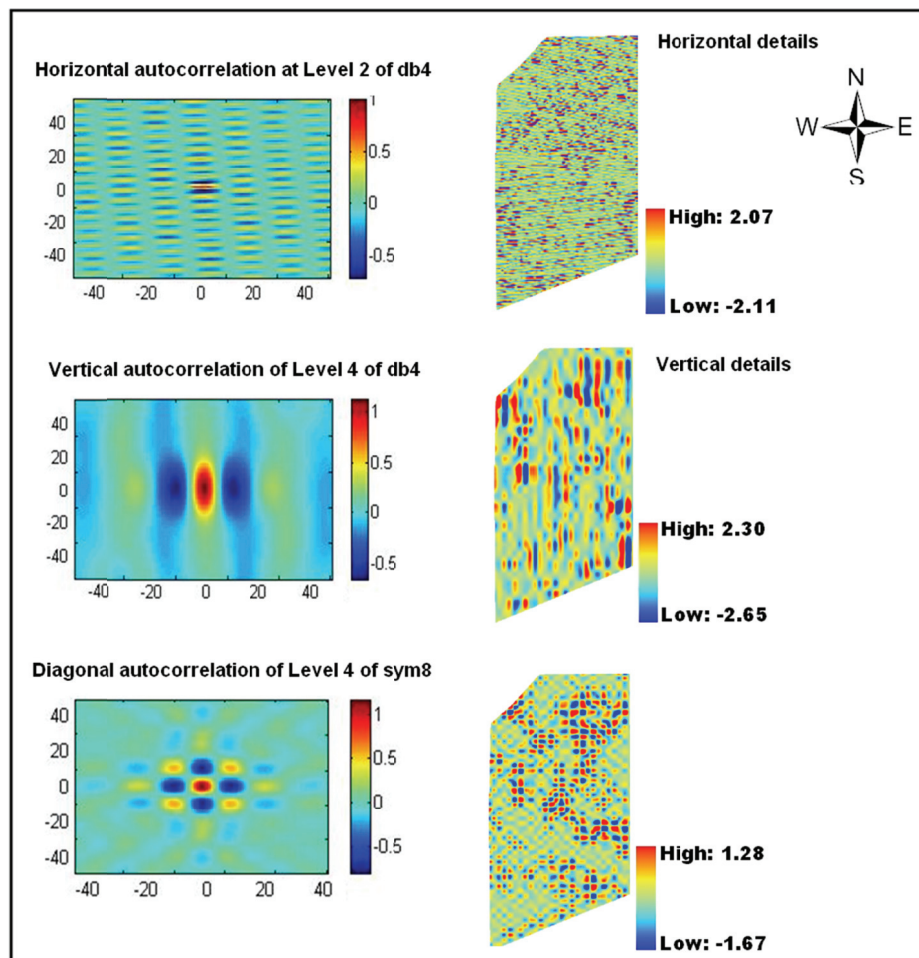 Horizontal details
Horizontal autocorrelation at Level 2 of db4
N
W E
S
40
20
0
-20
-40
-40 -20 0 20 40
1
0.5
0
-0.5
High: 2.07
Low: -2.11
Vertical autocorrelation of Level 4 of db4
Vertical details
40
20
0
-20
-40
-40 -20 0 20 40
1
0.5
0
-0.5
High: 2.30
Low: -2.65
Diagonal autocorrelation of Level 4 of sym8
40
20
0
-20
-40
-40 -20 0 20 40
1
0.5
0
-0.5
High: 1.28
Low: -1.67